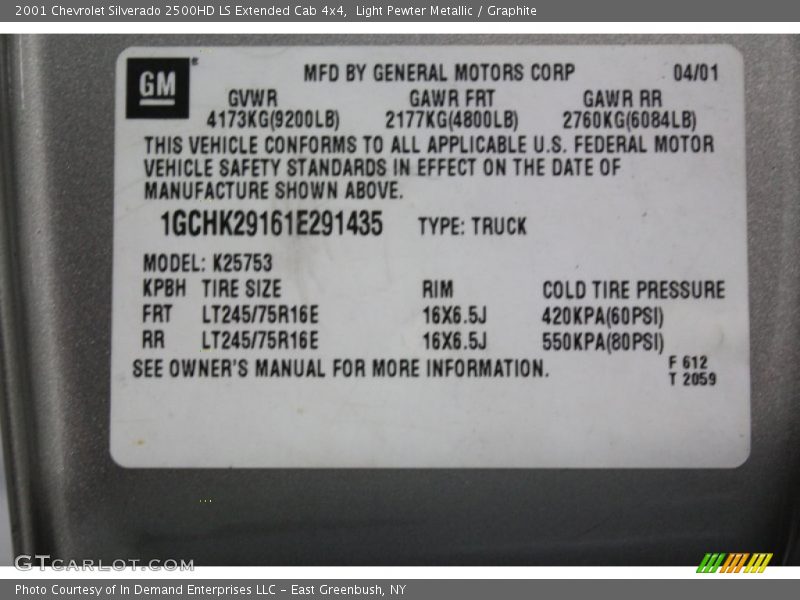 2001 Chevrolet Silverado 2500HD LS Extended Cab 4x4, Light Pewter Metallic / Graphite
GM®
MFD BY GENERAL MOTORS CORP 04/01
GVWR GAWR FRT GAWR RR
4173KG(9200LB) 2177KG(4800LB) 2760KG(6084LB)
THIS VEHICLE CONFORMS TO ALL APPLICABLE U.S. FEDERAL MOTOR
VEHICLE SAFETY STANDARDS IN EFFECT ON THE DATE OF
MANUFACTURE SHOWN ABOVE.
1GCHK29161E291435 TYPE: TRUCK
MODEL: K25753
KPBH TIRE SIZE RIM COLD TIRE PRESSURE
FRT LT245/75R16E 16X6.5J 420KPA(60PSI)
RR LT245/75R16E 16X6.5J 550KPA(80PSI)
SEE OWNER'S MANUAL FOR MORE INFORMATION. F 612
T 2059
GTCARLOT.COM
Photo Courtesy of In Demand Enterprises LLC – East Greenbush, NY